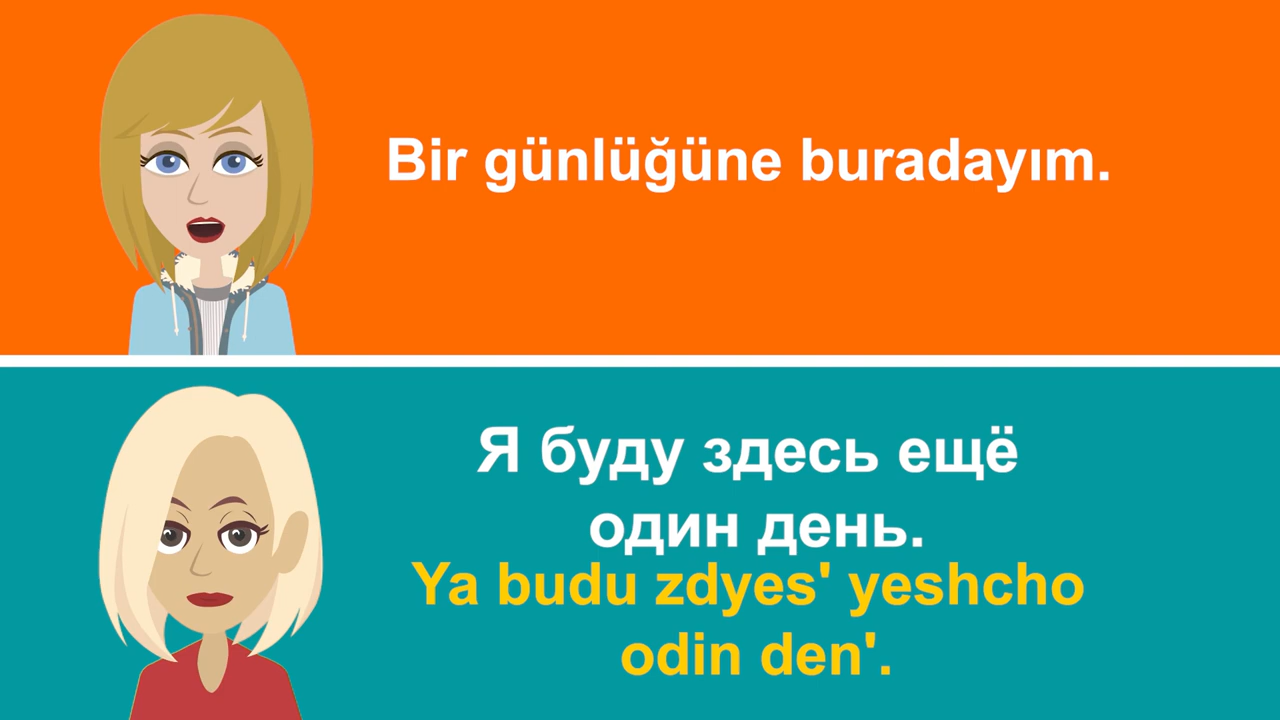 Bir günlüğüne buradayım.
Я буду здесь ещё
один день.
Ya budu zdyes' yeshcho
odin den'.